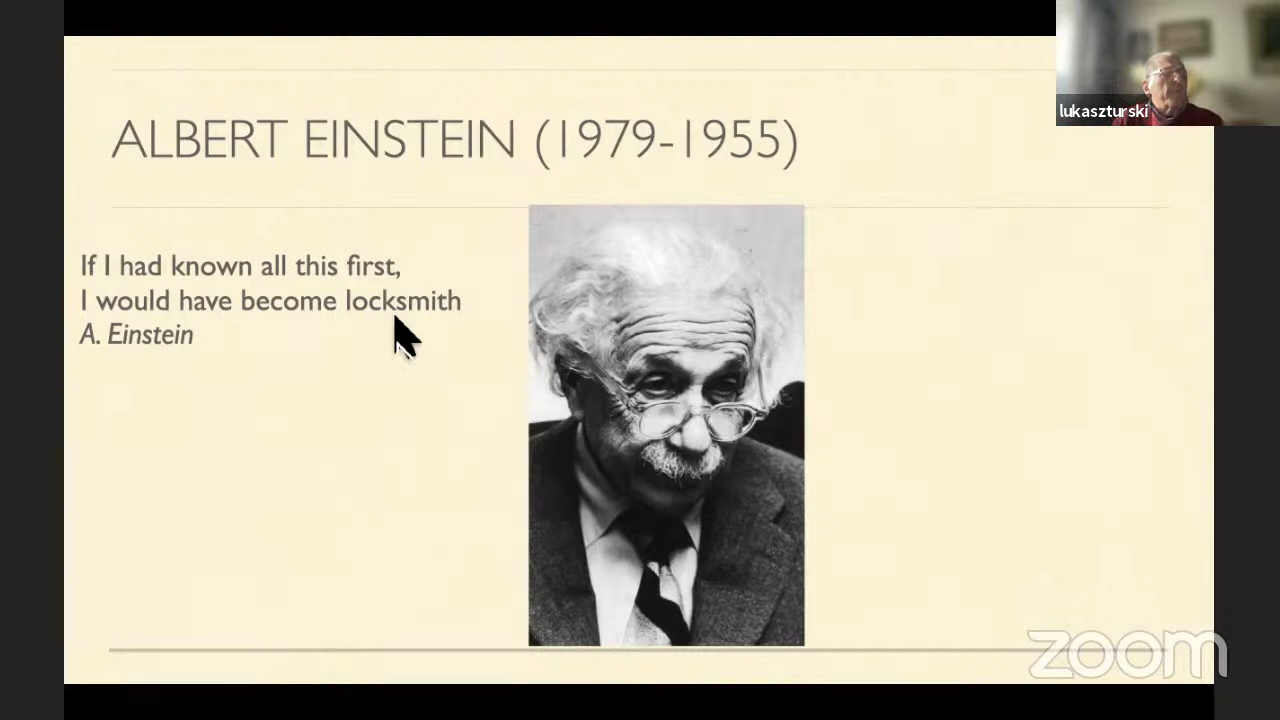 lukaszturski
ALBERT EINSTEIN (1979-1955)
If I had known all this first,
I would have become locksmith
A. Einstein
zoom